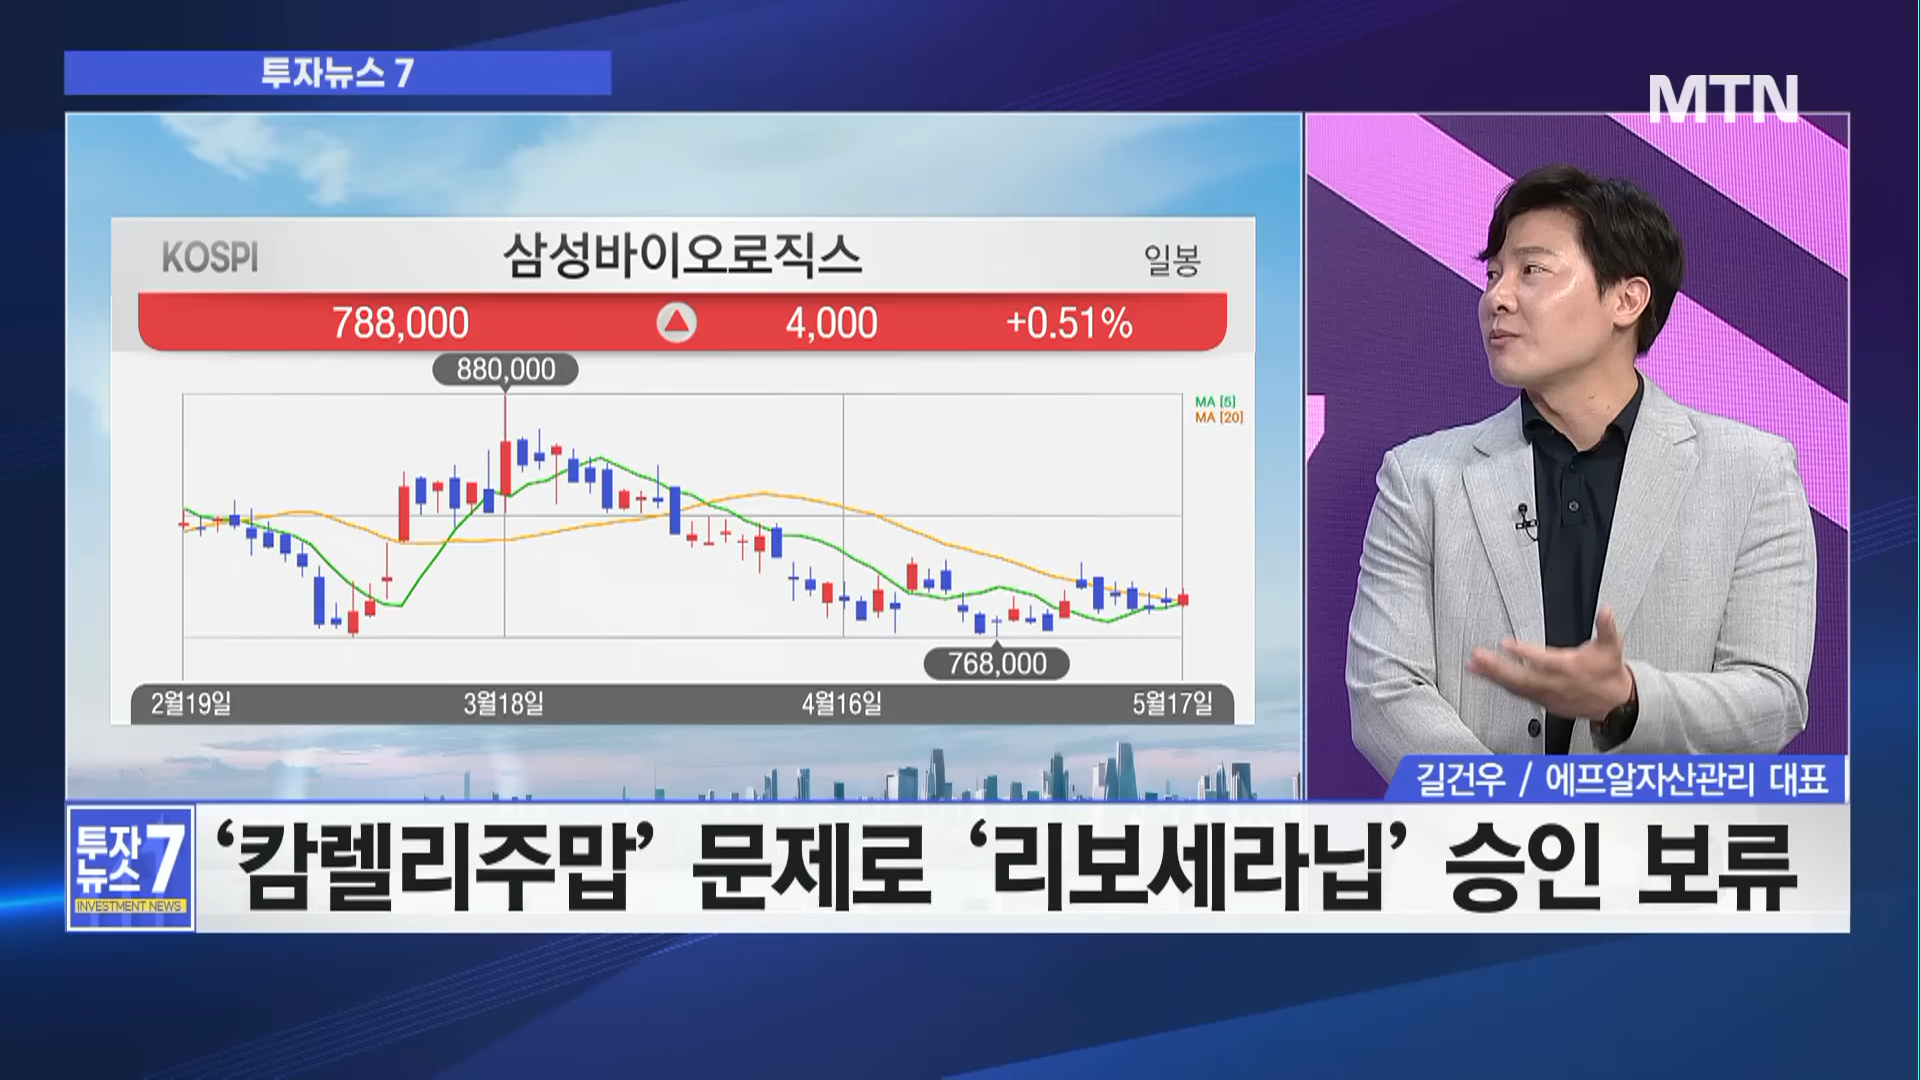 투자뉴스 7
MTN
KOSPI 삼성바이오로직스 일봉
788,000 4,000 +0.51%
880,000
MA [5]
MA [20]
768,000
2월19일 3월18일 4월16일 5월17일
길건우 / 에프알자산관리 대표
투자
뉴스 7
INVESTMENT NEWS
‘캄렐리주맙’ 문제로 ‘리보세라닙’ 승인 보류